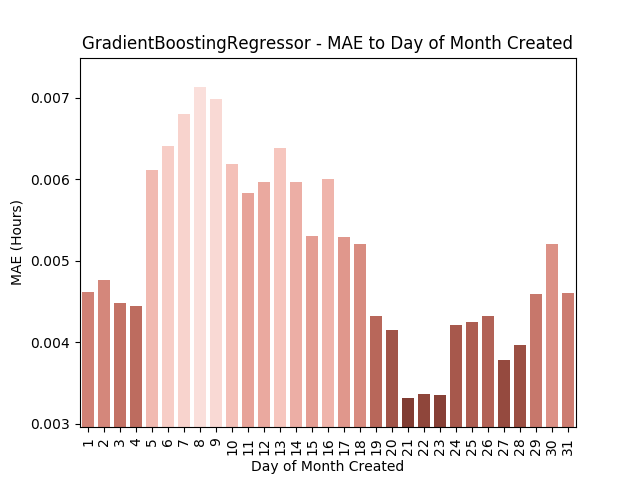 GradientBoostingRegressor - MAE to Day of Month Created
MAE (Hours)
0.007
0.006
0.005
0.004
0.003
1 2 3 4 5 6 7 8 9 10 11 12 13 14 15 16 17 18 19 20 21 22 23 24 25 26 27 28 29 30 31
Day of Month Created